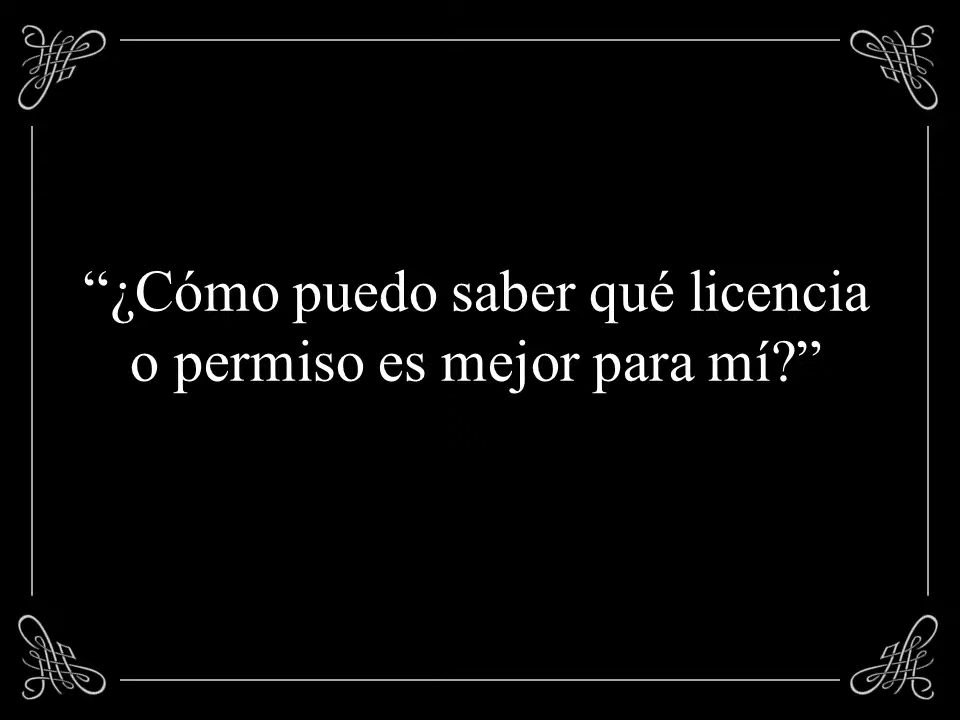 “¿Cómo puedo saber qué licencia
o permiso es mejor para mí?”